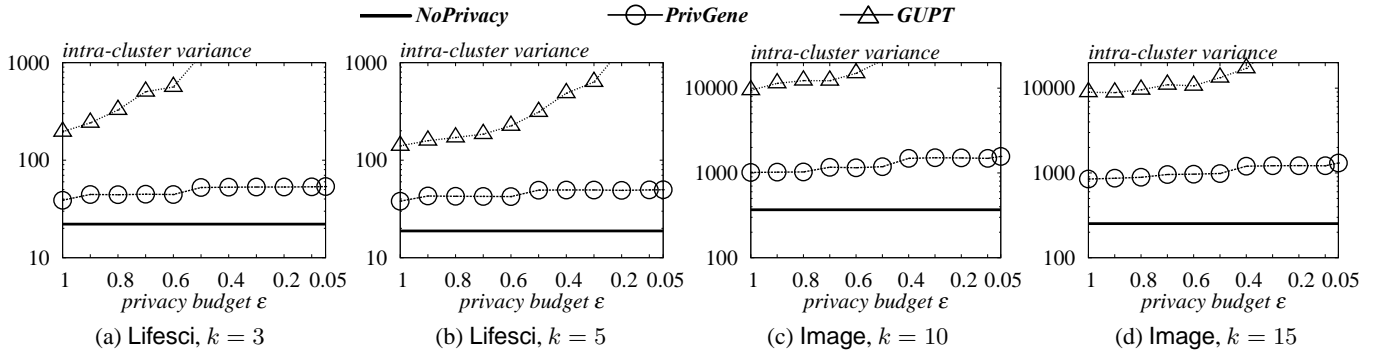 NoPrivacy PrivGene GUPT
intra-cluster variance
1000
100
10
1 0.8 0.6 0.4 0.2 0.05
privacy budget ε
(a) Lifesci, k = 3
intra-cluster variance
1000
100
10
1 0.8 0.6 0.4 0.2 0.05
privacy budget ε
(b) Lifesci, k = 5
intra-cluster variance
10000
1000
100
1 0.8 0.6 0.4 0.2 0.05
privacy budget ε
(c) Image, k = 10
intra-cluster variance
10000
1000
100
1 0.8 0.6 0.4 0.2 0.05
privacy budget ε
(d) Image, k = 15